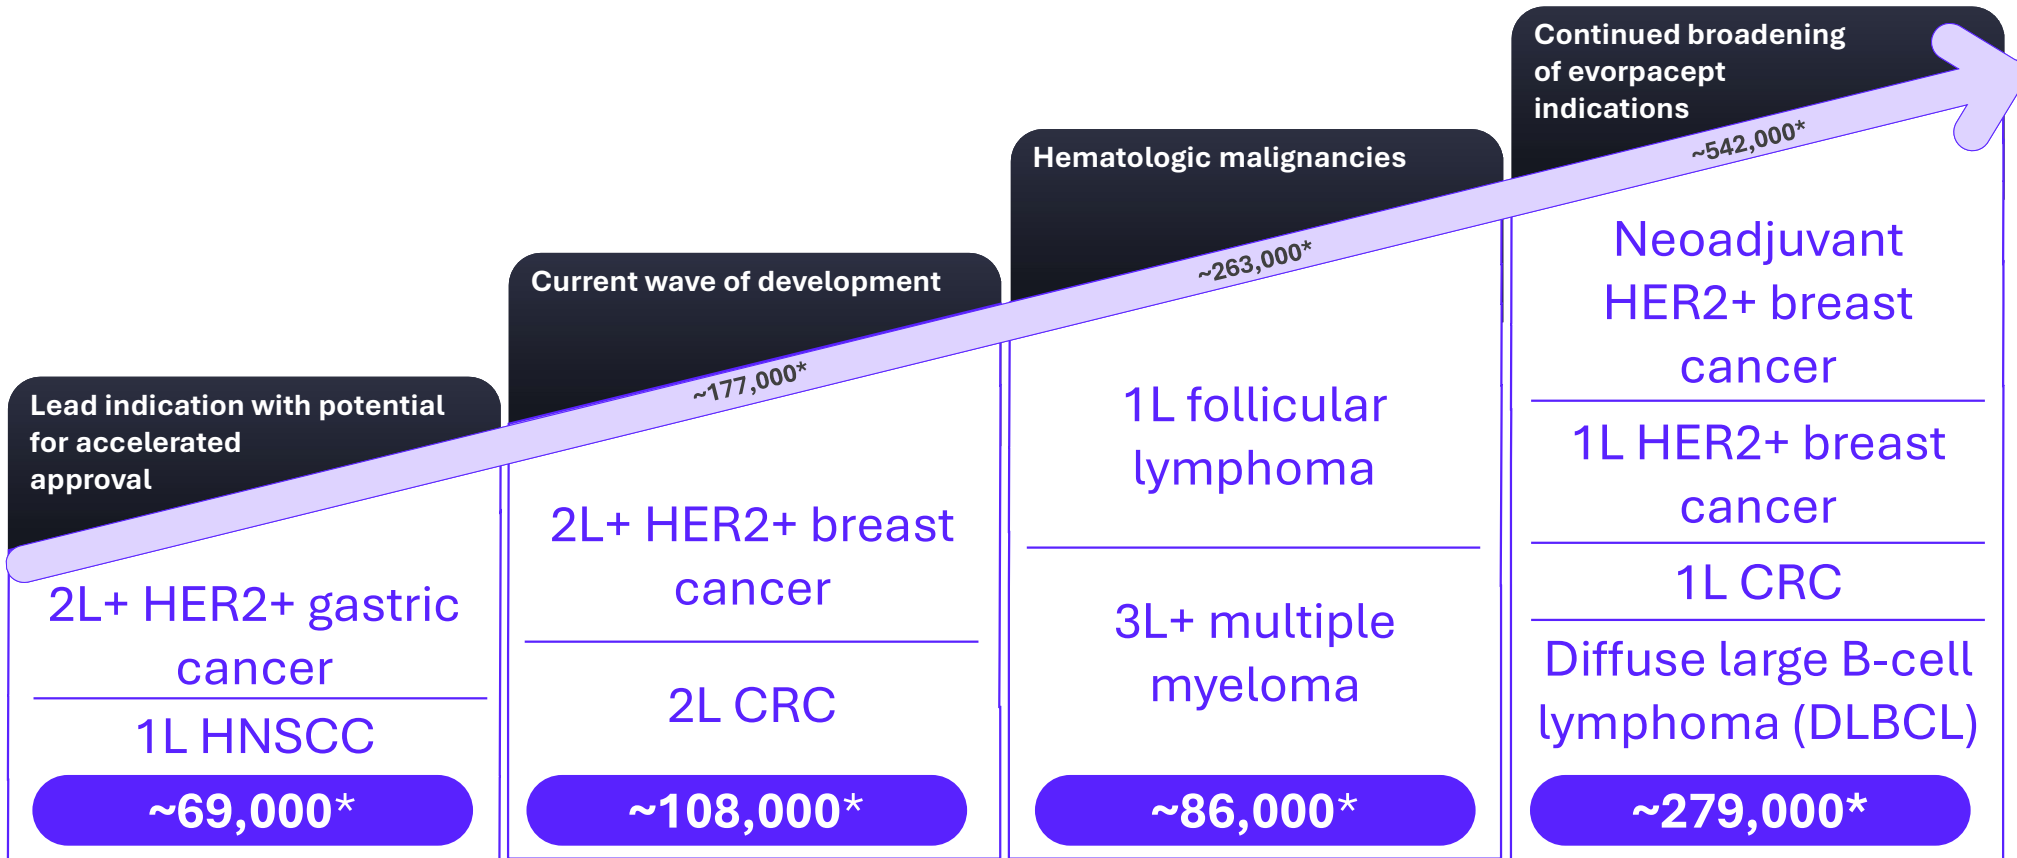 Lead indication with potential
for accelerated
approval
2L+ HER2+ gastric
cancer
1L HNSCC
~69,000*
Current wave of development
~177,000*
2L+ HER2+ breast
cancer
2L CRC
~108,000*
Hematologic malignancies
~263,000*
1L follicular
lymphoma
3L+ multiple
myeloma
~86,000*
Continued broadening
of evorpacept
indications
~542,000*
Neoadjuvant
HER2+ breast
cancer
1L HER2+ breast
cancer
1L CRC
Diffuse large B-cell
lymphoma (DLBCL)
~279,000*